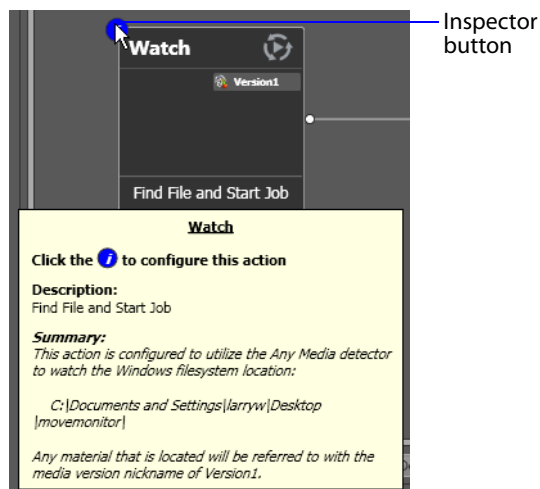 Inspector
button
Watch
Version1
Find File and Start Job
Watch
Click the i to configure this action
Description:
Find File and Start Job
Summary:
This action is configured to utilize the Any Media detector
to watch the Windows filesystem location:
C:|Documents and Settings|larryw|Desktop
|movemonitor|
Any material that is located will be referred to with the
media version nickname of Version1.